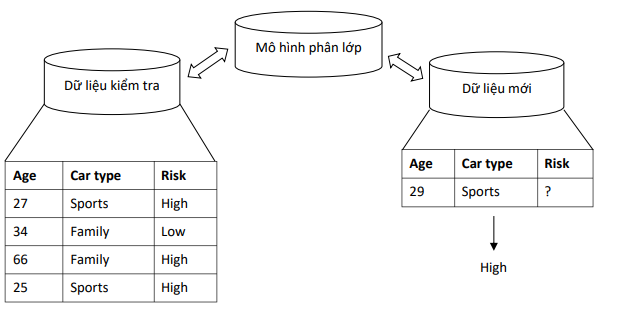 Mô hình phân lớp
Dữ liệu kiểm tra
Dữ liệu mới
Age Car type Risk
27 Sports High
34 Family Low
66 Family High
25 Sports High
Age Car type Risk
29 Sports ?
High